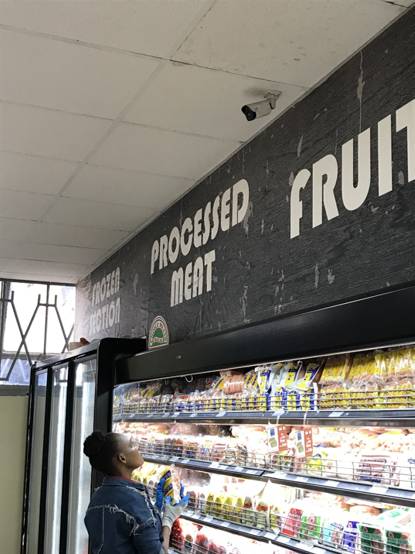 FROZEN
SECTION
PROCESSED
MEAT
FRUIT